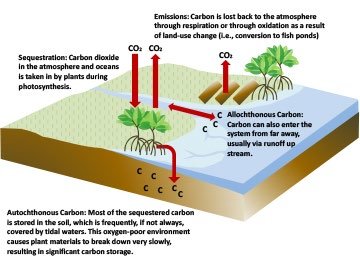 Emissions: Carbon is lost back to the atmosphere
through respiration or through oxidation as a result
of land-use change (i.e., conversion to fish ponds)
Sequestration: Carbon dioxide
in the atmosphere and oceans
is taken in by plants during
photosynthesis.
CO₂ CO₂
CO₂
C
C
C
Allochthonous Carbon:
Carbon can also enter the
system from far away,
usually via runoff up
stream.
C
C
C
C
C
C
Autochthonous Carbon: Most of the sequestered carbon
is stored in the soil, which is frequently, if not always,
covered by tidal waters. This oxygen-poor environment
causes plant materials to break down very slowly,
resulting in significant carbon storage.